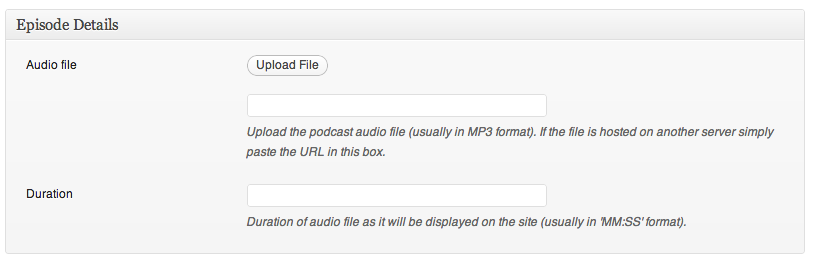 Episode Details
Audio file
Upload File
Upload the podcast audio file (usually in MP3 format). If the file is hosted on another server simply
paste the URL in this box.
Duration
Duration of audio file as it will be displayed on the site (usually in 'MM:SS' format).